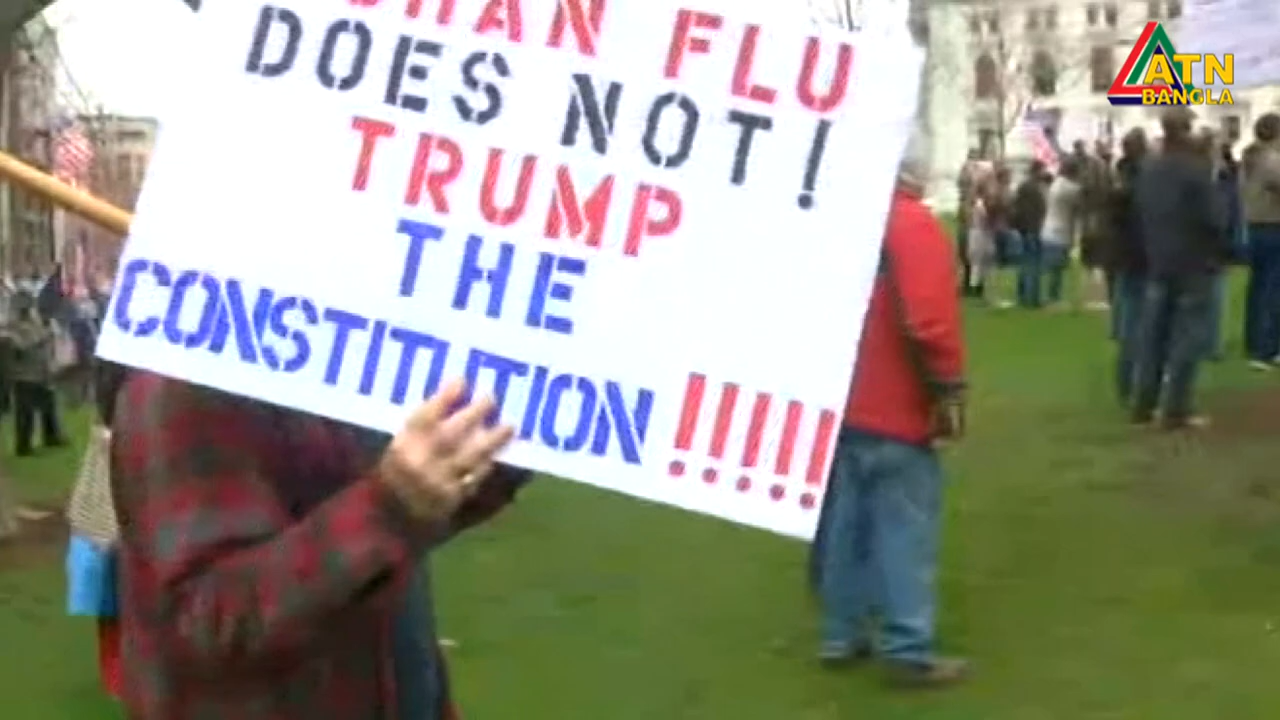 FLU
DOES NOT!
TRUMP
THE
CONSTITUTION !!!!!
ATN
BANGLA